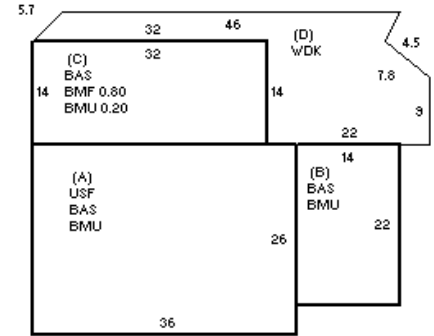 5.7
46
32
(D)
WDK
4.5
32
(C)
BAS
BMF 0.80
BMU 0.20
14
14
7.8
9
22
14
(A)
USF
BAS
BMU
(B)
BAS
BMU
22
26
36